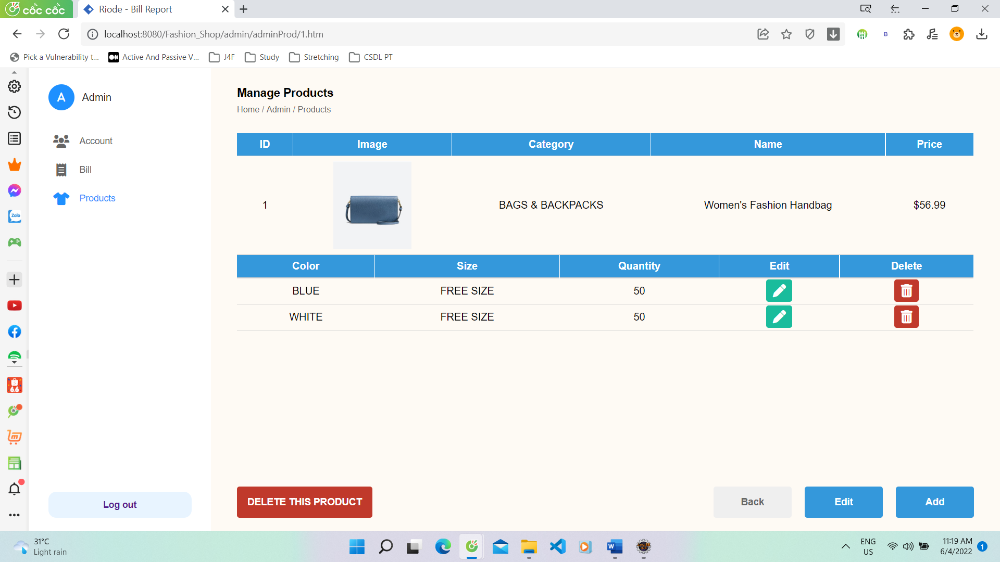 cốc cốc
Riode - Bill Report
localhost:8080/Fashion_Shop/admin/adminProd/1.htm
B
Pick a Vulnerability t...
Active And Passive V...
J4F
Study
Stretching
CSDL PT
A
Admin
Account
Bill
Products
Log out
Zalo
Manage Products
Home / Admin / Products
ID Image Category Name Price
1 BAGS & BACKPACKS Women's Fashion Handbag $56.99
Color Size Quantity Edit Delete
BLUE FREE SIZE 50
WHITE FREE SIZE 50
DELETE THIS PRODUCT
Back
Edit
Add
31°C
Light rain
W
ENG
US
11:19 AM
6/4/2022
1